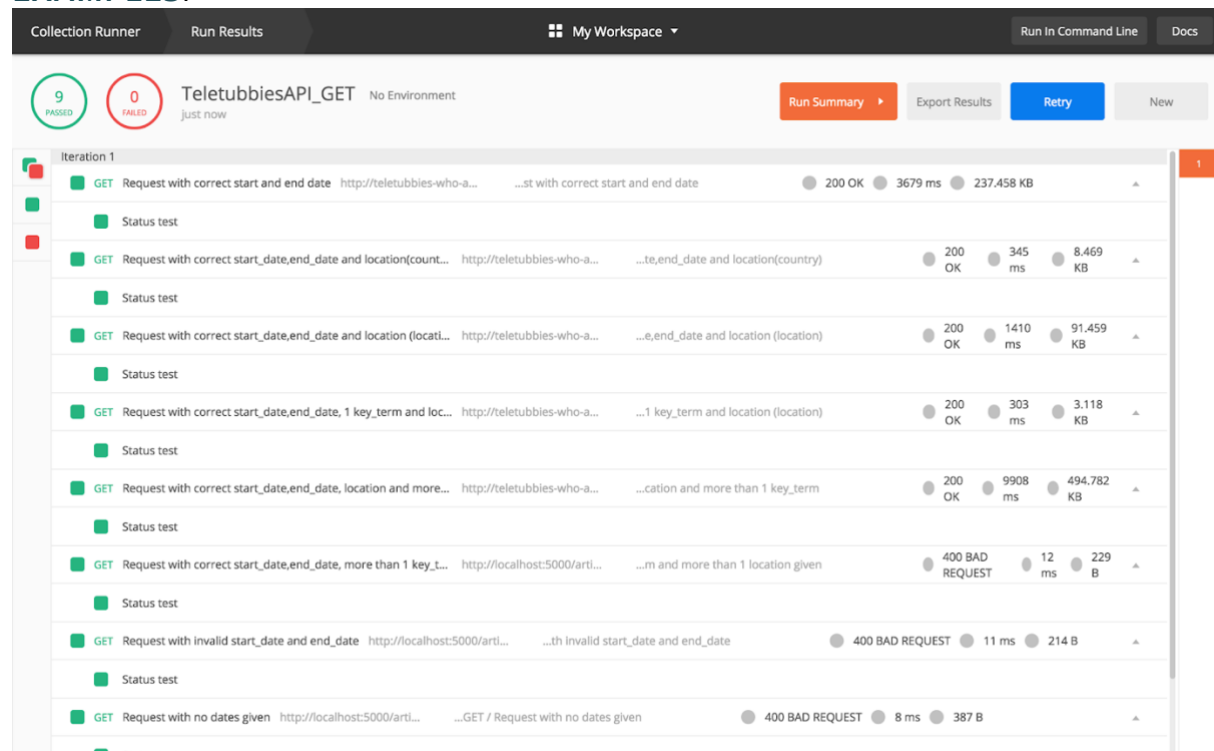 EXAMPLES:
Collection Runner Run Results My Workspace Run In Command Line Docs
9 PASSED 0 FAILED TeletubbiesAPI_GET No Environment Run Summary Export Results Retry New
just now
Iteration 1
1
GET Request with correct start and end date http://teletubbies-who-a... ...st with correct start and end date 200 OK 3679 ms 237.458 KB
Status test
GET Request with correct start_date,end_date and location(count... http://teletubbies-who-a... ...te,end_date and location(country) 200 OK 345 ms 8.469 KB
Status test
GET Request with correct start_date,end_date and location (locati... http://teletubbies-who-a... ...e,end_date and location (location) 200 OK 1410 ms 91.459 KB
Status test
GET Request with correct start_date,end_date, 1 key_term and loc... http://teletubbies-who-a... ...1 key_term and location (location) 200 OK 303 ms 3.118 KB
Status test
GET Request with correct start_date,end_date, location and more... http://teletubbies-who-a... ...cation and more than 1 key_term 200 OK 9908 ms 494.782 KB
Status test
GET Request with correct start_date,end_date, more than 1 key_t... http://localhost:5000/arti... ...m and more than 1 location given 400 BAD REQUEST 12 ms 229 B
Status test
GET Request with invalid start_date and end_date http://localhost:5000/arti... ...th invalid start_date and end_date 400 BAD REQUEST 11 ms 214 B
Status test
GET Request with no dates given http://localhost:5000/arti... ...GET / Request with no dates given 400 BAD REQUEST 8 ms 387 B